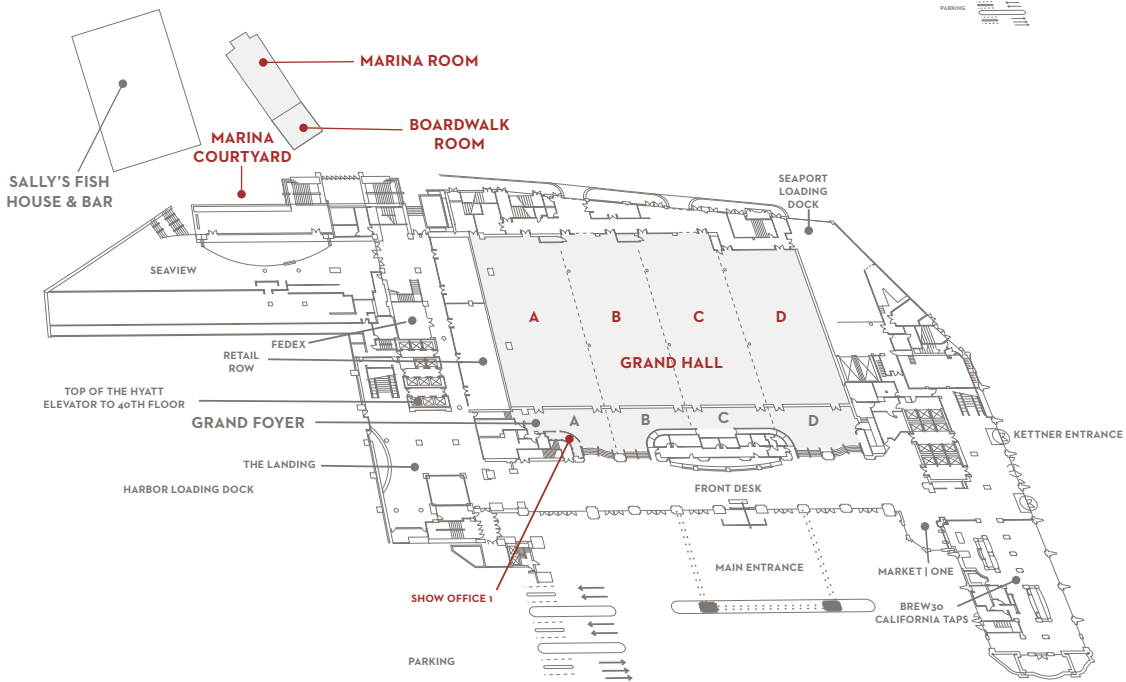 PARKING
MARINA ROOM
BOARDWALK
ROOM
MARINA
COURTYARD
SALLY'S FISH
HOUSE & BAR
SEAPORT
LOADING
DOCK
SEAVIEW
A
B
C
D
FEDEX
RETAIL
ROW
GRAND HALL
TOP OF THE HYATT
ELEVATOR TO 40TH FLOOR
GRAND FOYER
A
B
C
D
KETTNER ENTRANCE
THE LANDING
HARBOR LOADING DOCK
FRONT DESK
MAIN ENTRANCE
MARKET | ONE
SHOW OFFICE 1
BREW30
CALIFORNIA TAPS
PARKING